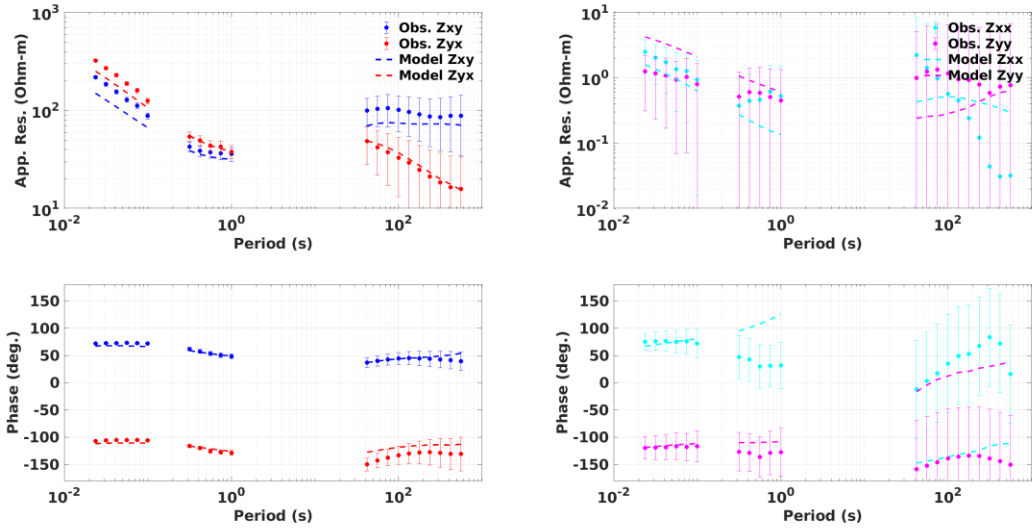 App. Res. (Ohm-m)
10^3
10^2
10^1
Obs. Zxy
Obs. Zyx
Model Zxy
Model Zyx
10^-2 10^0 10^2
Period (s)
App. Res. (Ohm-m)
10^1
10^0
10^-1
10^-2
Obs. Zxx
Obs. Zyy
Model Zxx
Model Zyy
10^-2 10^0 10^2
Period (s)
Phase (deg.)
150
100
50
0
-50
-100
-150
10^-2 10^0 10^2
Period (s)
Phase (deg.)
150
100
50
0
-50
-100
-150
10^-2 10^0 10^2
Period (s)